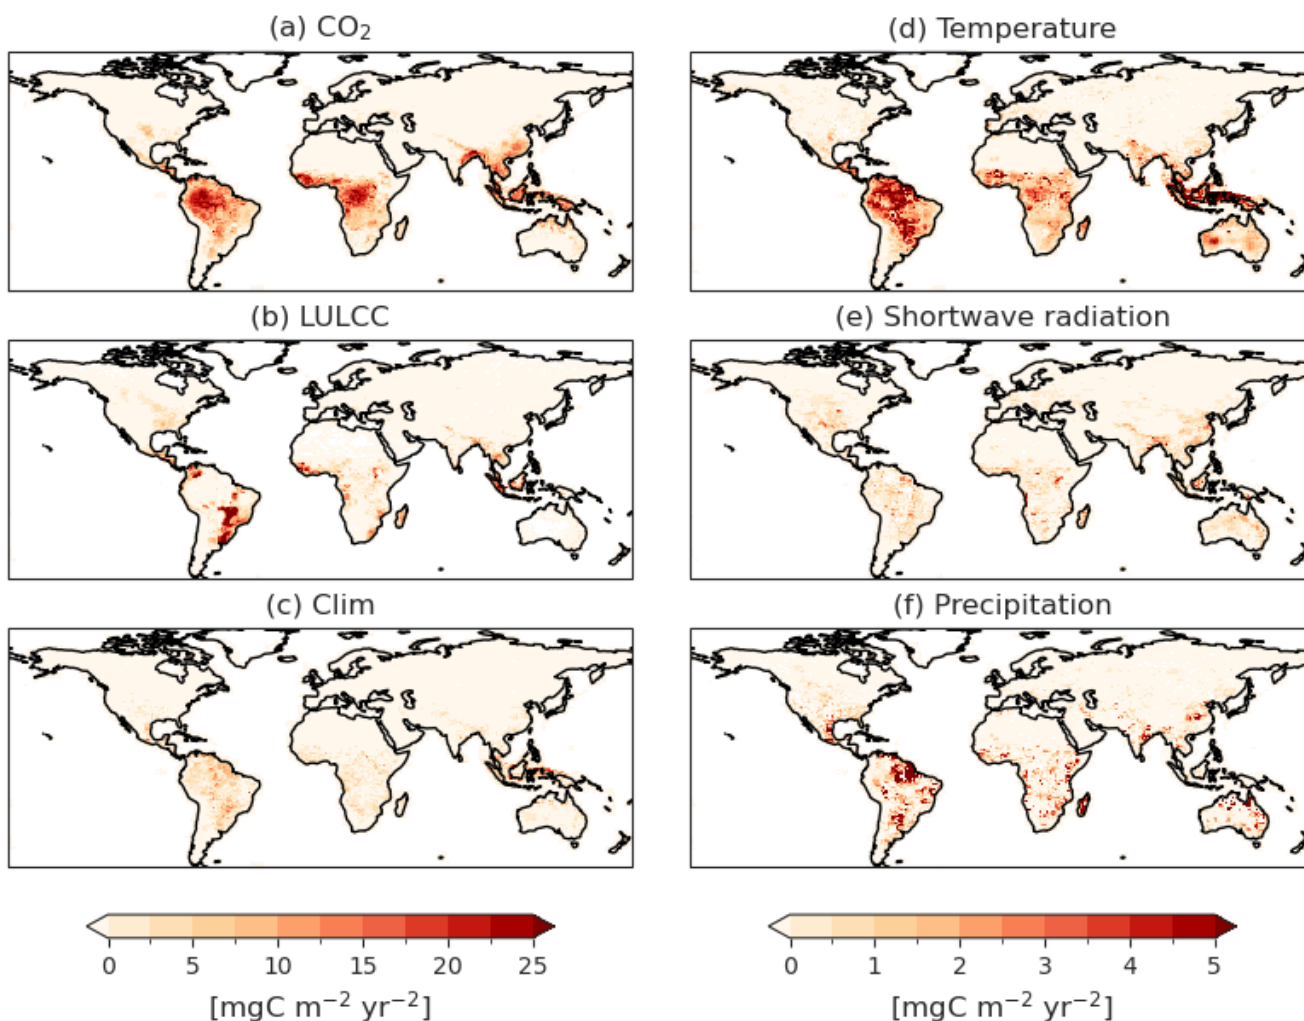 (a) CO₂
(d) Temperature
(b) LULCC
(e) Shortwave radiation
(c) Clim
(f) Precipitation
0 5 10 15 20 25
[mgC m⁻² yr⁻²]
0 1 2 3 4 5
[mgC m⁻² yr⁻²]